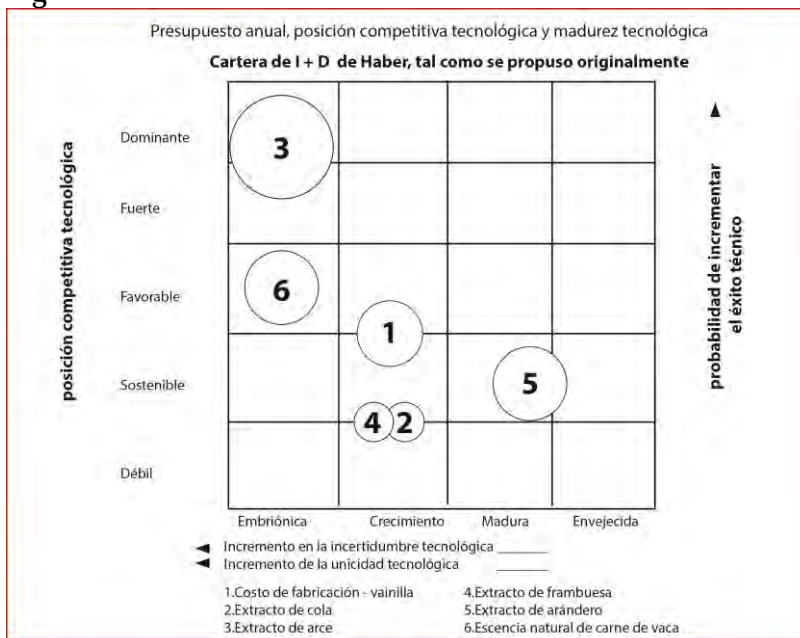 Presupuesto anual, posición competitiva tecnológica y madurez tecnológica
Cartera de I + D de Haber, tal como se propuso originalmente
posición competitiva tecnológica
Dominante
Fuerte
Favorable
Sostenible
Débil
3
6
1
5
4 2
probabilidad de incrementar
el éxito técnico
Embriónica Crecimiento Madura Envejecida
Incremento en la incertidumbre tecnológica
Incremento de la unicidad tecnológica
1.Costo de fabricación - vainilla
2.Extracto de cola
3.Extracto de arce
4.Extracto de frambuesa
5.Extracto de arándero
6.Escencia natural de carne de vaca